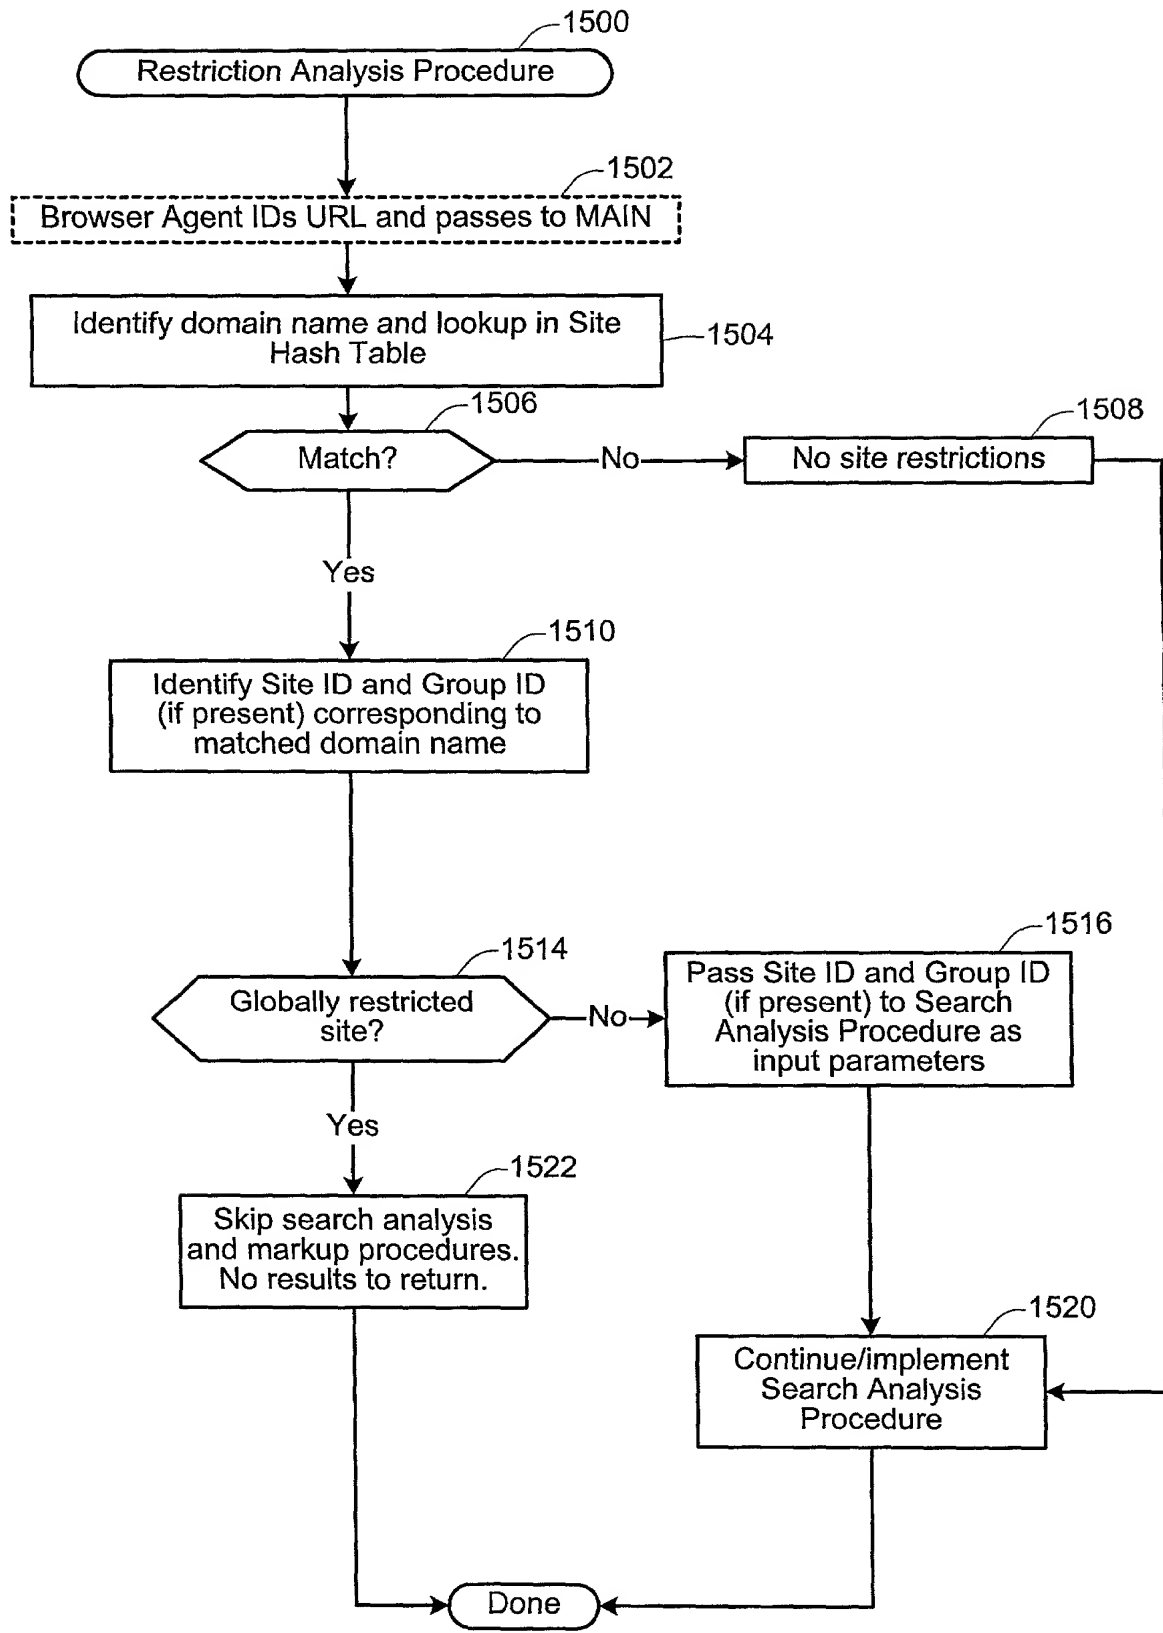 1500
Restriction Analysis Procedure
1502
Browser Agent IDs URL and passes to MAIN
Identify domain name and lookup in Site
Hash Table
1504
1506
Match?
No
1508
No site restrictions
Yes
1510
Identify Site ID and Group ID
(if present) corresponding to
matched domain name
1514
Globally restricted
site?
No
1516
Pass Site ID and Group ID
(if present) to Search
Analysis Procedure as
input parameters
Yes
1522
Skip search analysis
and markup procedures.
No results to return.
1520
Continue/implement
Search Analysis
Procedure
Done